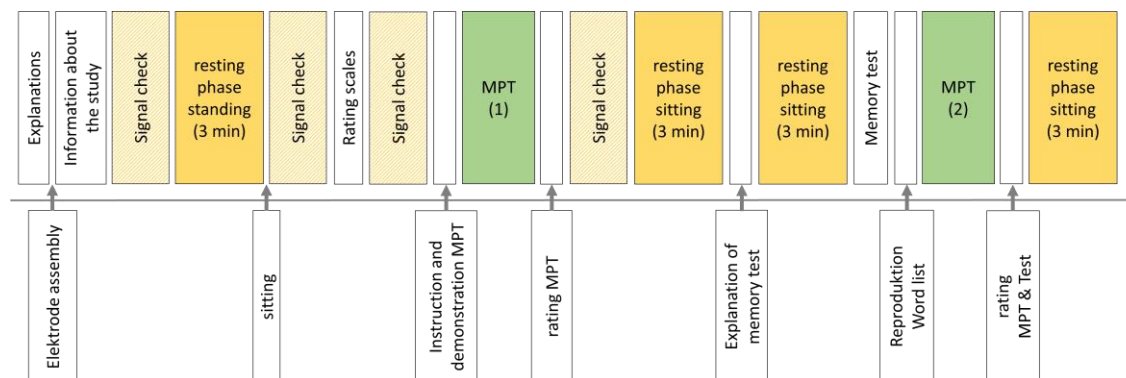 Explanations
Information about
the study
Signal check
resting
phase
standing
(3 min)
Signal check
Rating scales
Signal check
MPT
(1)
Signal check
resting
phase
sitting
(3 min)
resting
phase
sitting
(3 min)
Memory test
MPT
(2)
resting
phase
sitting
(3 min)
Elektrode assembly
sitting
Instruction and
demonstration MPT
rating MPT
Explanation of
memory test
Reproduktion
Word list
rating
MPT & Test